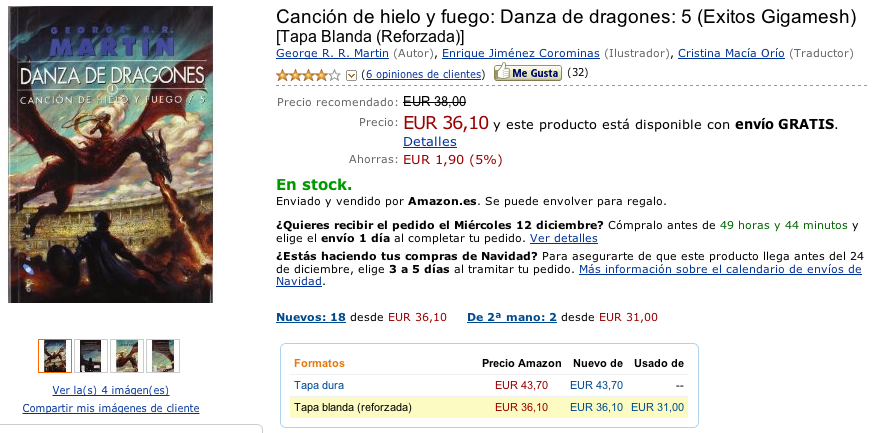 GEORGE R. R.
MARTIN
DANZA DE DRAGONES
I
CANCIÓN DE HIELO Y FUEGO / 5
Ver la(s) 4 imágen(es)
Compartir mis imágenes de cliente
Canción de hielo y fuego: Danza de dragones: 5 (Exitos Gigamesh)
[Tapa Blanda (Reforzada)]
George R. R. Martin (Autor), Enrique Jiménez Corominas (Ilustrador), Cristina Macía Orío (Traductor)
(6 opiniones de clientes) Me Gusta (32)
Precio recomendado: EUR 38,00
Precio: EUR 36,10 y este producto está disponible con envío GRATIS.
Detalles
Ahorras: EUR 1,90 (5%)
En stock.
Enviado y vendido por Amazon.es. Se puede envolver para regalo.
¿Quieres recibir el pedido el Miércoles 12 diciembre? Cómpralo antes de 49 horas y 44 minutos y
elige el envío 1 día al completar tu pedido. Ver detalles
¿Estás haciendo tus compras de Navidad? Para asegurarte de que este producto llega antes del 24
de diciembre, elige 3 a 5 días al tramitar tu pedido. Más información sobre el calendario de envíos de
Navidad.
Nuevos: 18 desde EUR 36,10 De 2ª mano: 2 desde EUR 31,00
Formatos Precio Amazon Nuevo de Usado de
Tapa dura EUR 43,70 EUR 43,70 --
Tapa blanda (reforzada) EUR 36,10 EUR 36,10 EUR 31,00